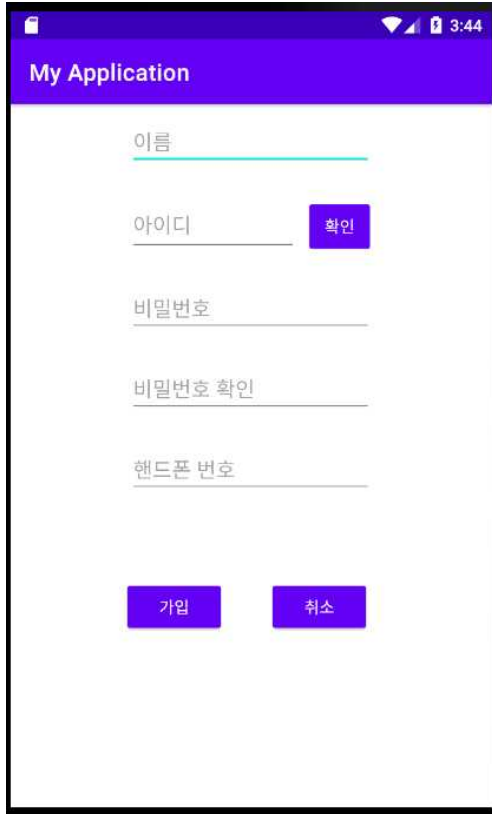 3:44
My Application
이름
아이디 확인
비밀번호
비밀번호 확인
핸드폰 번호
가입 취소